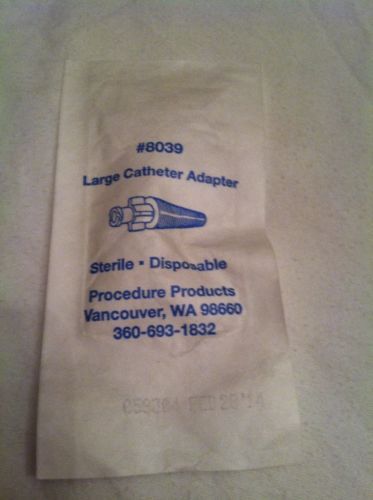 #8039
Large Catheter Adapter
Sterile • Disposable
Procedure Products
Vancouver, WA 98660
360-693-1832